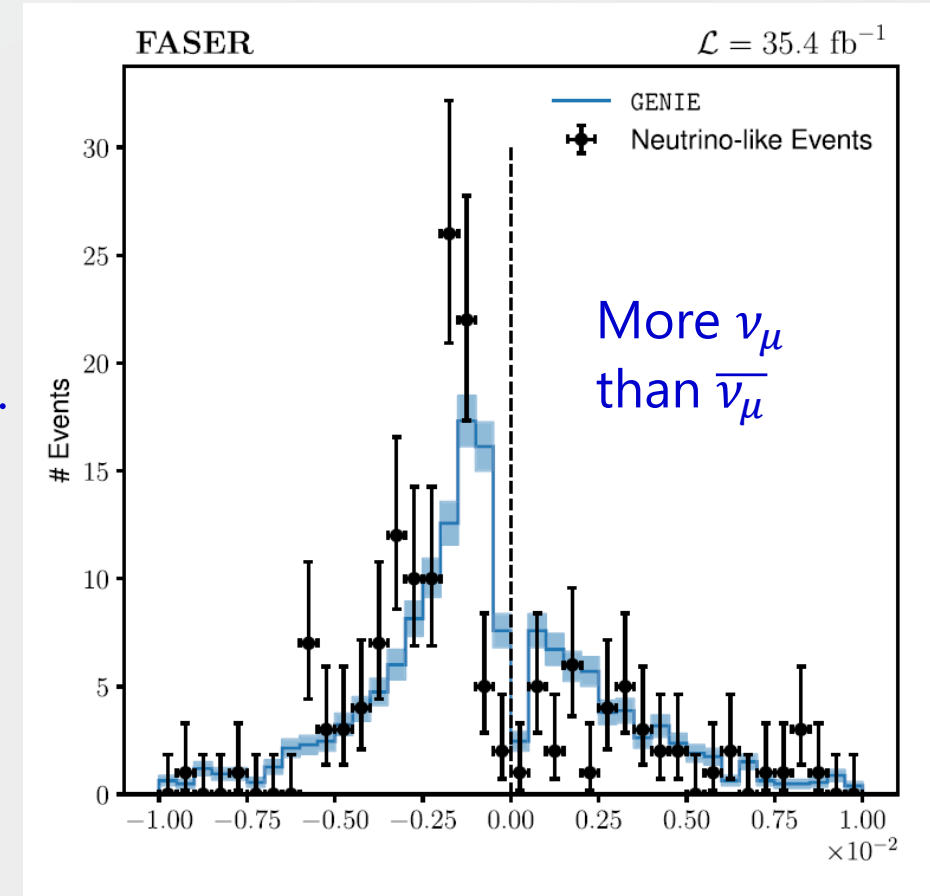 FASER
ℒ = 35.4 fb⁻¹
GENIE
Neutrino-like Events
More ν_μ
than ν̅_μ
.
# Events
30
25
20
15
10
5
0
−1.00 −0.75 −0.50 −0.25 0.00 0.25 0.50 0.75 1.00
×10⁻²